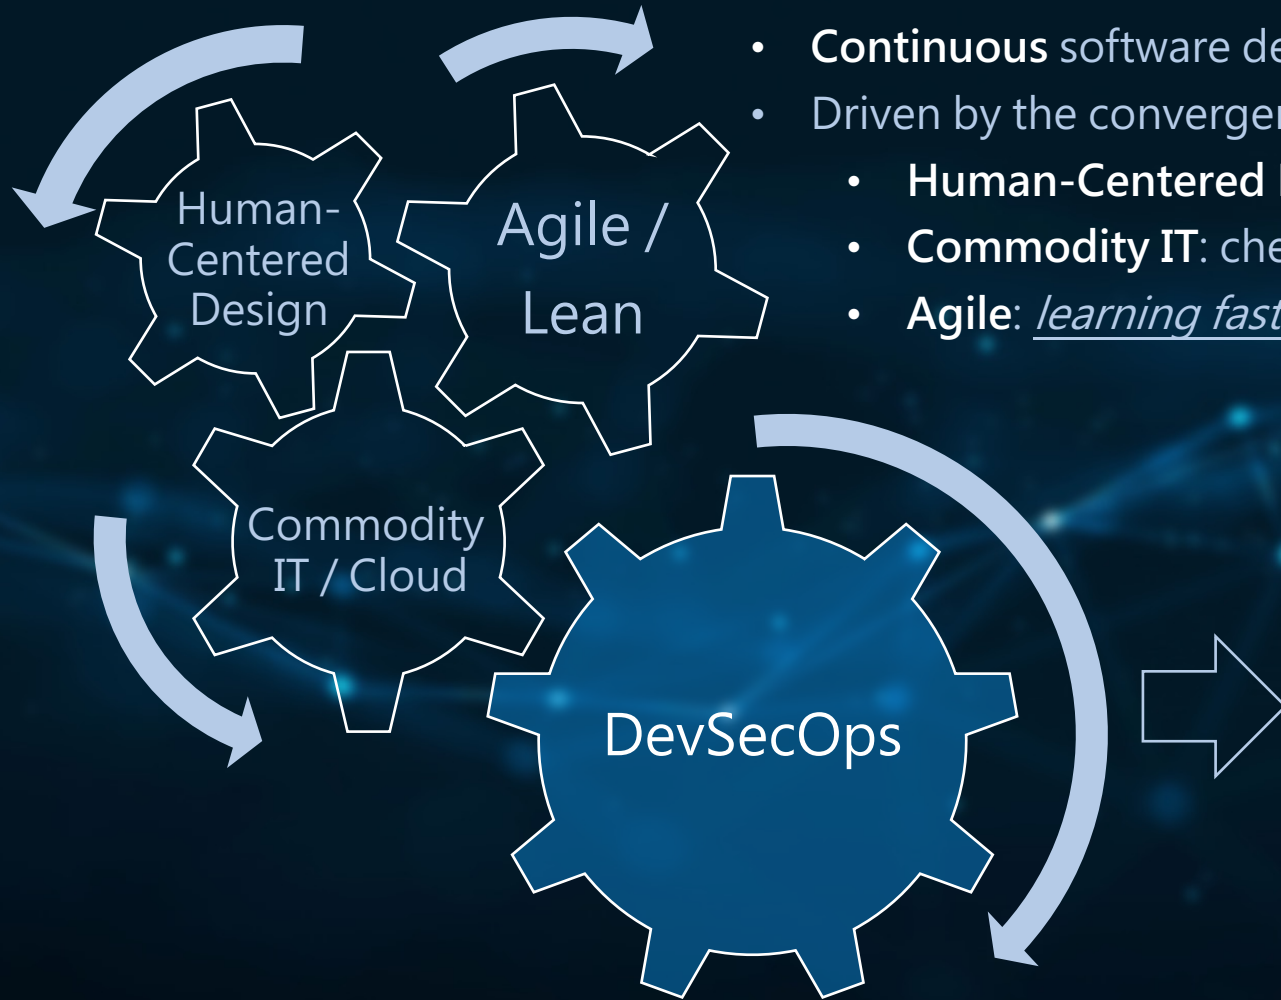 • Continuous software de
• Driven by the converge
• Human-Centered
• Commodity IT: che
• Agile: learning fast
Human-
Centered
Design
Agile /
Lean
Commodity
IT / Cloud
DevSecOps